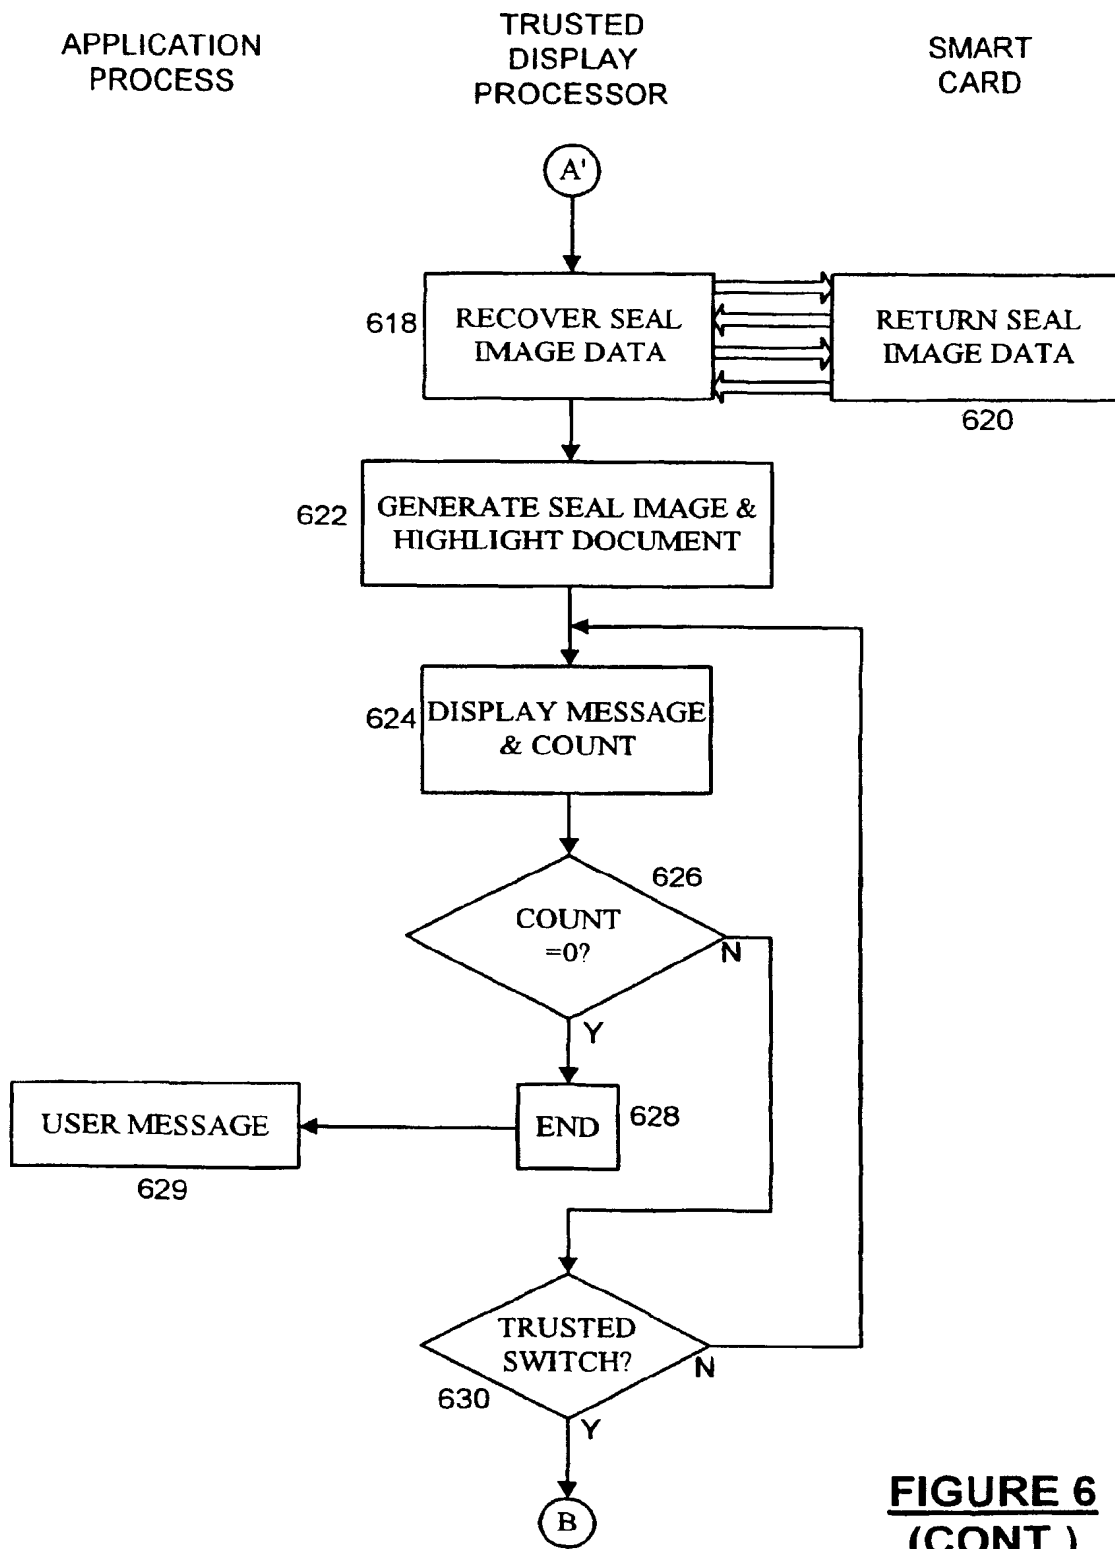 APPLICATION
PROCESS
TRUSTED
DISPLAY
PROCESSOR
SMART
CARD
A'
618
RECOVER SEAL
IMAGE DATA
RETURN SEAL
IMAGE DATA
620
622
GENERATE SEAL IMAGE &
HIGHLIGHT DOCUMENT
624
DISPLAY MESSAGE
& COUNT
626
COUNT
=0?
N
Y
USER MESSAGE
629
END
628
TRUSTED
SWITCH?
N
630
Y
B
FIGURE 6
(CONT.)